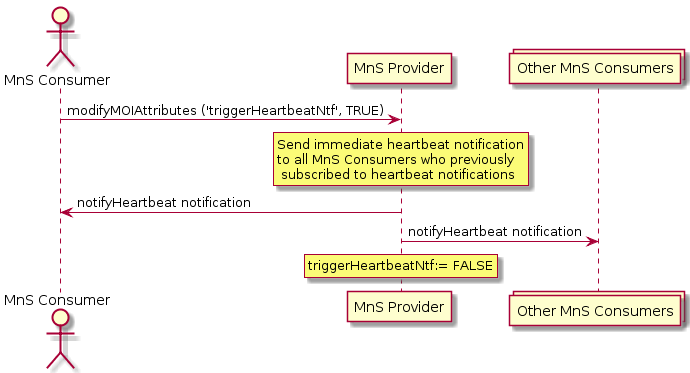 MnS Consumer
MnS Provider
Other MnS Consumers
modifyMOIAttributes ('triggerHeartbeatNtf', TRUE)
Send immediate heartbeat notification
to all MnS Consumers who previously
subscribed to heartbeat notifications
notifyHeartbeat notification
notifyHeartbeat notification
triggerHeartbeatNtf:= FALSE
MnS Consumer
MnS Provider
Other MnS Consumers